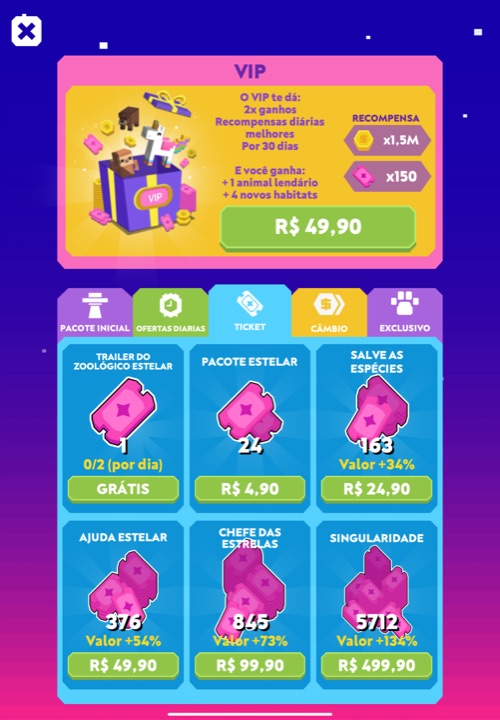 VIP
O VIP te dá:
2x ganhos
Recompensas diárias
melhores
Por 30 dias
E você ganha:
+ 1 animal lendário
+ 4 novos habitats
RECOMPENSA
x1,5M
x150
VIP
R$ 49,90
PACOTE INICIAL
OFERTAS DIARIAS
TICKET
CÂMBIO
EXCLUSIVO
TRAILER DO
ZOOLÓGICO ESTELAR
1
0/2 (por dia)
GRÁTIS
PACOTE ESTELAR
24
R$ 4,90
SALVE AS
ESPÉCIES
163
Valor +34%
R$ 24,90
AJUDA ESTELAR
376
Valor +54%
R$ 49,90
CHEFE DAS
ESTRELAS
845
Valor +73%
R$ 99,90
SINGULARIDADE
5712
Valor +134%
R$ 499,90